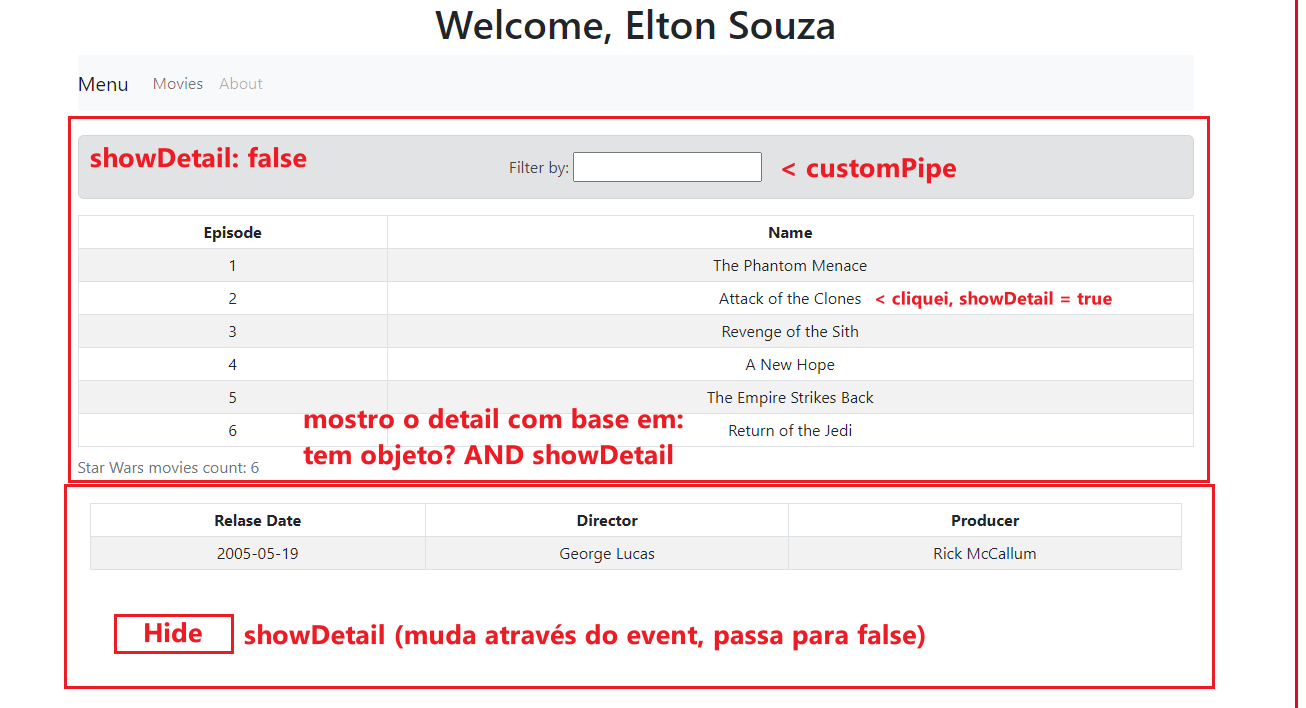 Welcome, Elton Souza
Menu Movies About
showDetail: false
Filter by: < customPipe
Episode Name
1 The Phantom Menace
2 Attack of the Clones < cliquei, showDetail = true
3 Revenge of the Sith
4 A New Hope
5 The Empire Strikes Back
mostro o detail com base em:
6 Return of the Jedi
tem objeto? AND showDetail
Star Wars movies count: 6
Relase Date Director Producer
2005-05-19 George Lucas Rick McCallum
Hide showDetail (muda através do event, passa para false)